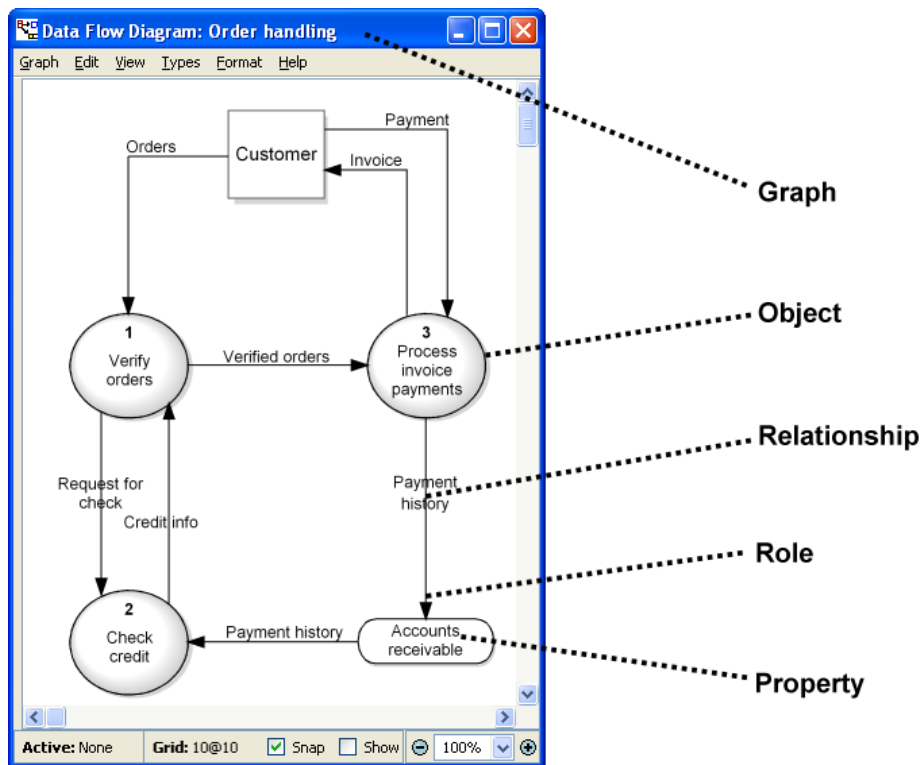 Data Flow Diagram: Order handling
Graph Edit View Types Format Help
Payment
Orders
Customer
Invoice
Graph
1
Verify
orders
Verified orders
3
Process
invoice
payments
Object
Request for
check
Credit info
Payment
history
Relationship
Role
2
Check
credit
Payment history
Accounts
receivable
Property
Active: None Grid: 10@10 Snap Show 100%